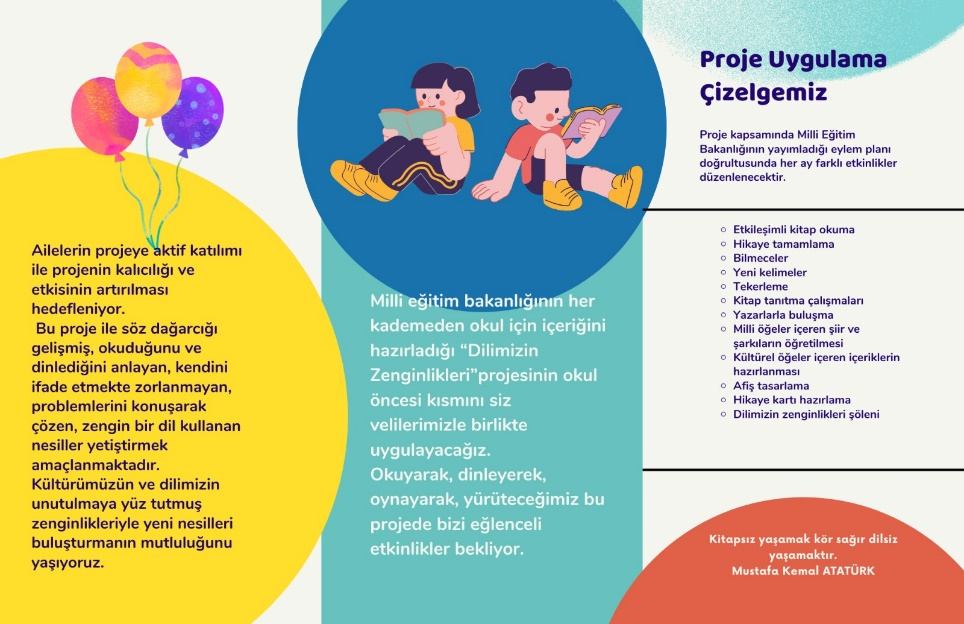 Ailelerin projeye aktif katılımı
ile projenin kalıcılığı ve
etkisinin artırılması
hedefleniyor.
Bu proje ile söz dağarcığı
gelişmiş, okuduğunu ve
dinlediğini anlayan, kendini
ifade etmekte zorlanmayan,
problemlerini konuşarak
çözen, zengin bir dil kullanan
nesiller yetiştirmek
amaçlanmaktadır.
Kültürümüzün ve dilimizin
unutulmaya yüz tutmuş
zenginlikleriyle yeni nesilleri
buluşturmanın mutluluğunu
yaşıyoruz.
Milli eğitim bakanlığının her
kademeden okul için içeriğini
hazırladığı “Dilimizin
Zenginlikleri”projesinin okul
öncesi kısmını siz
velilerimizle birlikte
uygulayacağız.
Okuyarak, dinleyerek,
oynayarak, yürüteceğimiz bu
projede bizi eğlenceli
etkinlikler bekliyor.
Proje Uygulama
Çizelgemiz
Proje kapsamında Milli Eğitim
Bakanlığının yayımladığı eylem planı
doğrultusunda her ay farklı etkinlikler
düzenlenecektir.
Etkileşimli kitap okuma
Hikaye tamamlama
Bilmeceler
Yeni kelimeler
Tekerleme
Kitap tanıtma çalışmaları
Yazarlarla buluşma
Milli öğeler içeren şiir ve
şarkıların öğretilmesi
Kültürel öğeler içeren içeriklerin
hazırlanması
Afiş tasarlama
Hikaye kartı hazırlama
Dilimizin zenginlikleri şöleni
Kitapsız yaşamak kör sağır dilsiz
yaşamaktır.
Mustafa Kemal ATATÜRK